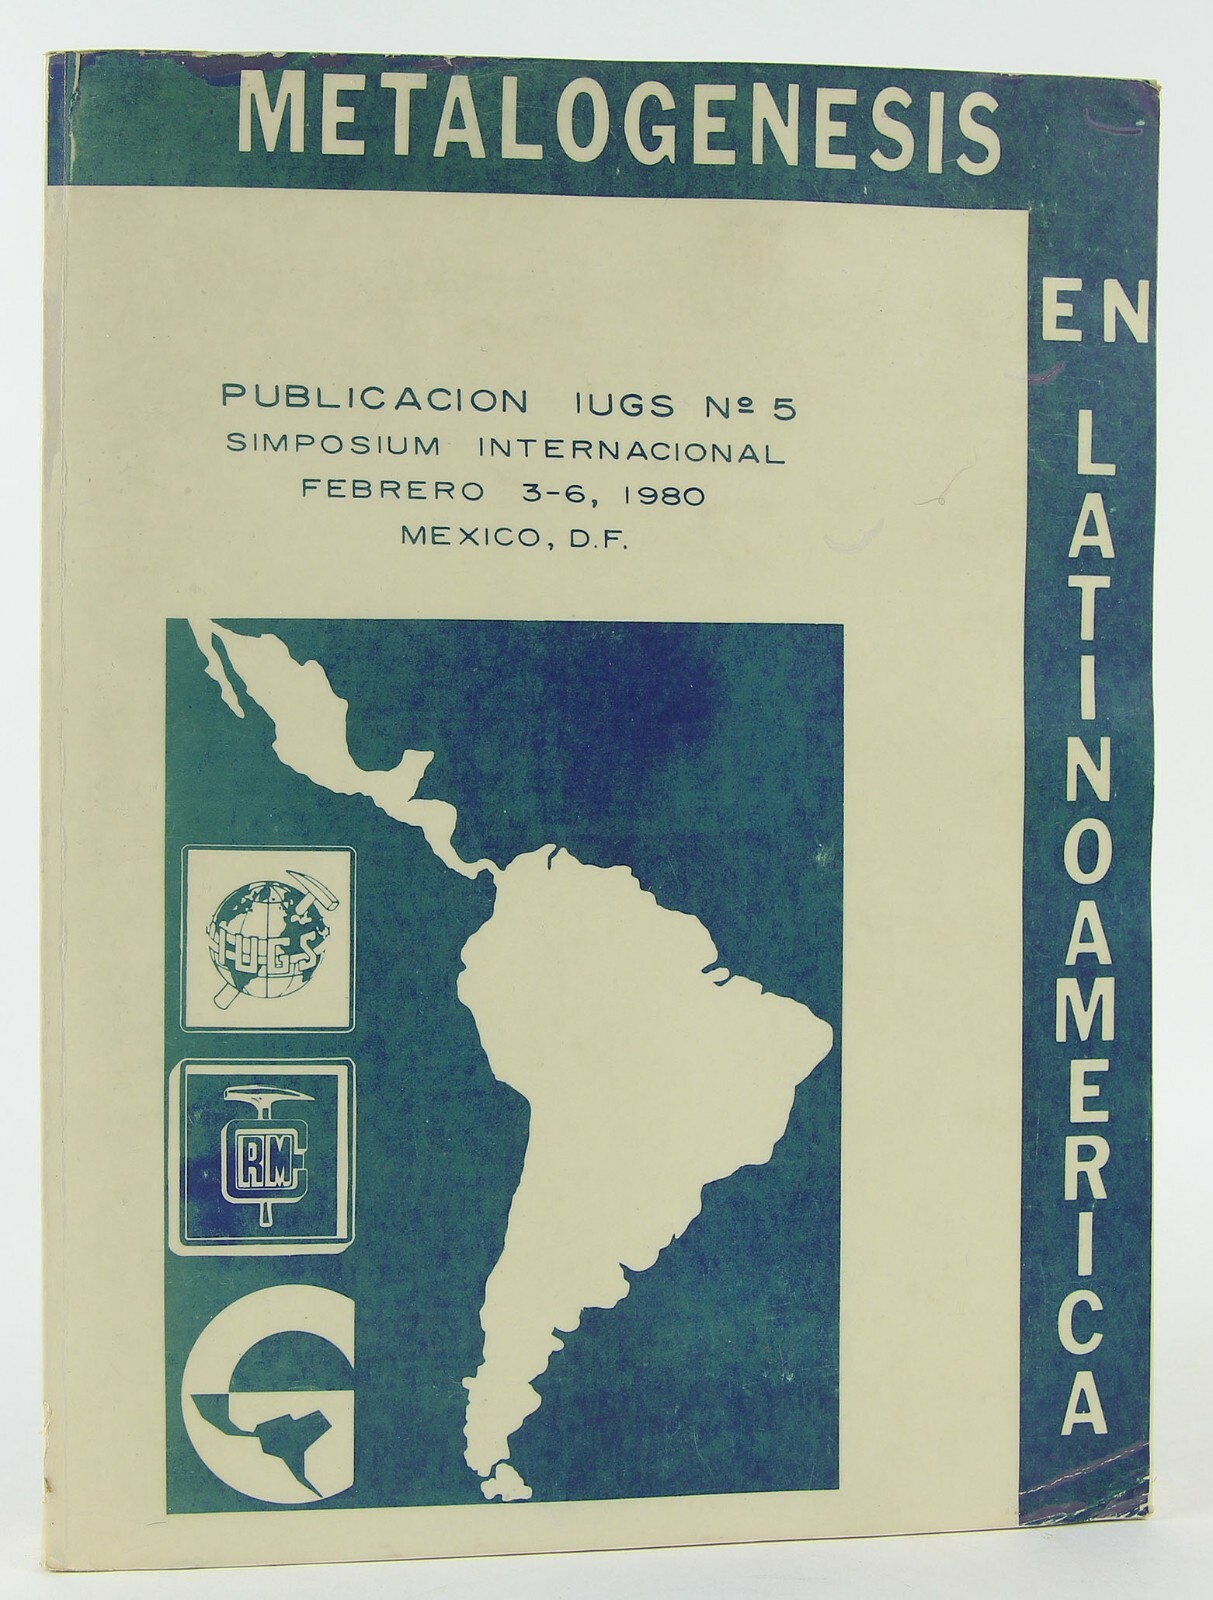 METALOGENESIS
EN
LATINOAMERICA
PUBLICACION IUGS Nº 5
SIMPOSIUM INTERNACIONAL
FEBRERO 3-6, 1980
MEXICO, D.F.
IUGS
CRM